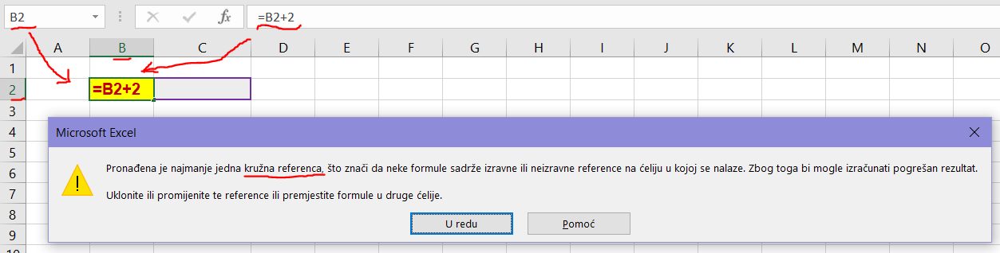 B2 fx =B2+2
A B C D E F G H I J K L M N O
1
2 =B2+2
3
4
5
6
7
8
9
10
Microsoft Excel
Pronađena je najmanje jedna kružna referenca, što znači da neke formule sadrže izravne ili neizravne reference na ćeliju u kojoj se nalaze. Zbog toga bi mogle izračunati pogrešan rezultat.
Uklonite ili promijenite te reference ili premjestite formule u druge ćelije.
U redu Pomoć